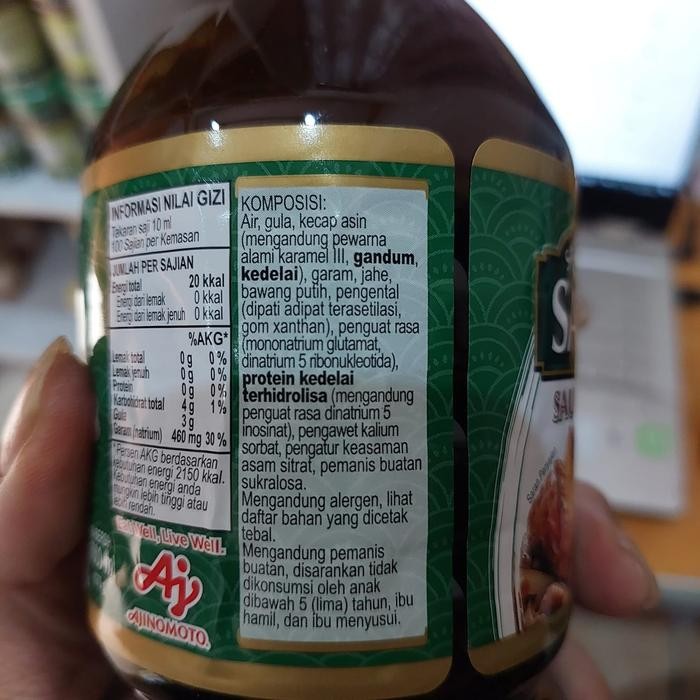 INFORMASI NILAI GIZI
Takaran saji 10 ml
100 Sajian per Kemasan
JUMLAH PER SAJIAN
Energi total 20 kkal
Energi dari lemak 0 kkal
Energi dari lemak jenuh 0 kkal
%AKG*
Lemak total 0 g 0 %
Lemak jenuh 0 g 0 %
Protein 0 g 0 %
Karbohidrat total 4 g 1 %
Gula 3 g
Garam (natrium) 460 mg 30 %
* Persen AKG berdasarkan
kebutuhan energi 2150 kkal.
Kebutuhan energi anda
mungkin lebih tinggi atau
lebih rendah.
Eat Well, Live Well.
Aj
AJINOMOTO
KOMPOSISI:
Air, gula, kecap asin
(mengandung pewarna
alami karamel III, gandum,
kedelai), garam, jahe,
bawang putih, pengental
(dipati adipat terasetilasi,
gom xanthan), penguat rasa
(mononatrium glutamat,
dinatrium 5 ribonukleotida),
protein kedelai
terhidrolisa (mengandung
penguat rasa dinatrium 5
inosinat), pengawet kalium
sorbat, pengatur keasaman
asam sitrat, pemanis buatan
sukralosa.
Mengandung alergen, lihat
daftar bahan yang dicetak
tebal.
Mengandung pemanis
buatan, disarankan tidak
dikonsumsi oleh anak
dibawah 5 (lima) tahun, ibu
hamil, dan ibu menyusui.